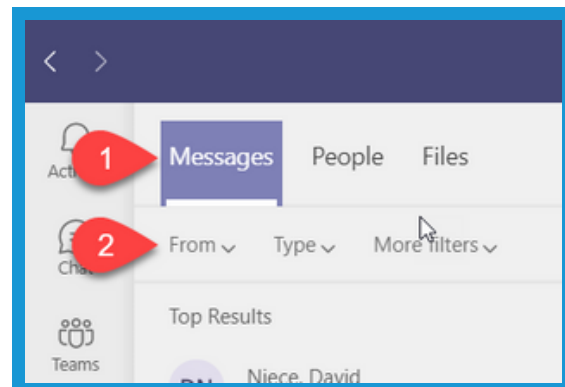 < >
1 Messages People Files
2 From Type More filters
Top Results
Teams
Niece, David